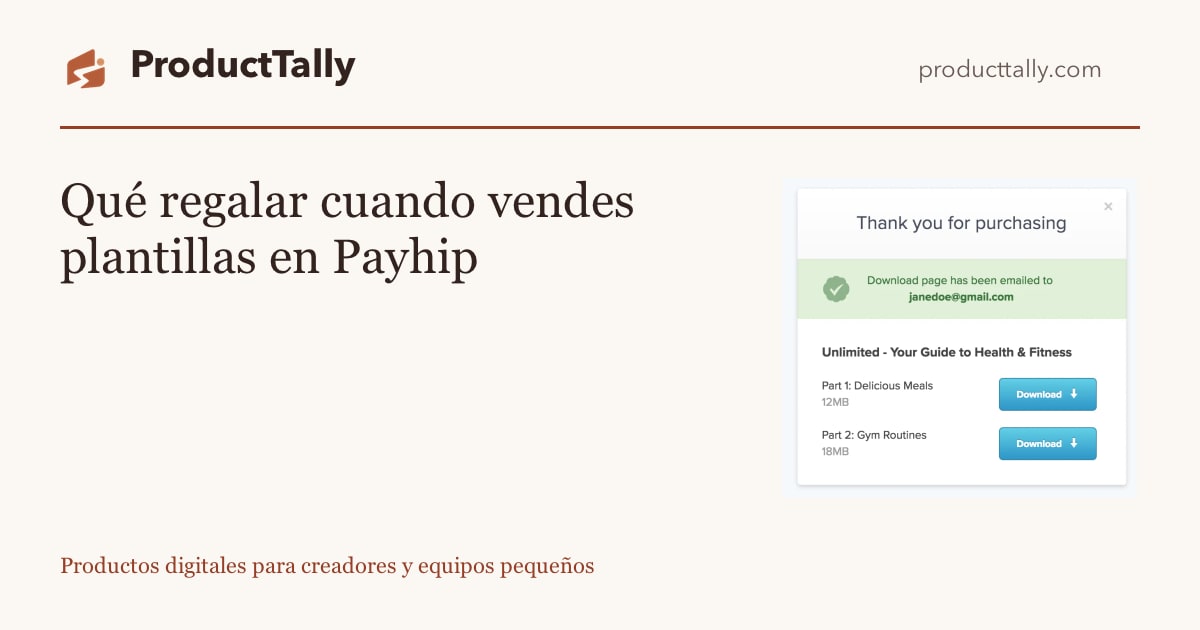 ProductTally
producttally.com
Qué regalar cuando vendes
plantillas en Payhip
×
Thank you for purchasing
Download page has been emailed to
janedoe@gmail.com
Unlimited - Your Guide to Health & Fitness
Part 1: Delicious Meals
12MB
Download
Part 2: Gym Routines
18MB
Download
Productos digitales para creadores y equipos pequeños